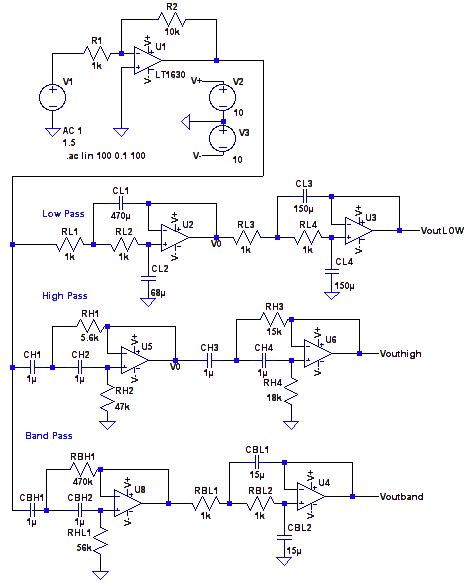 R2
10k
R1
1k
V+
U1
V-
LT1630
V1
AC 1
1.5
.ac lin 100 0.1 100
V+
V2
10
V3
V-
10
Low Pass
CL1
470µ
RL1
1k
RL2
1k
V+
U2
V-
V0
CL2
68µ
RL3
1k
CL3
150µ
RL4
1k
V+
U3
V-
VoutLOW
CL4
150µ
High Pass
RH1
5.6k
CH1
1µ
CH2
1µ
V+
U5
V-
V0
RH2
47k
CH3
1µ
RH3
15k
CH4
1µ
V+
U6
V-
Vouthigh
RH4
18k
Band Pass
RBH1
470k
CBH1
1µ
CBH2
1µ
V+
U8
V-
RHL1
56k
RBL1
1k
CBL1
15µ
RBL2
1k
V+
U4
V-
Voutband
CBL2
15µ